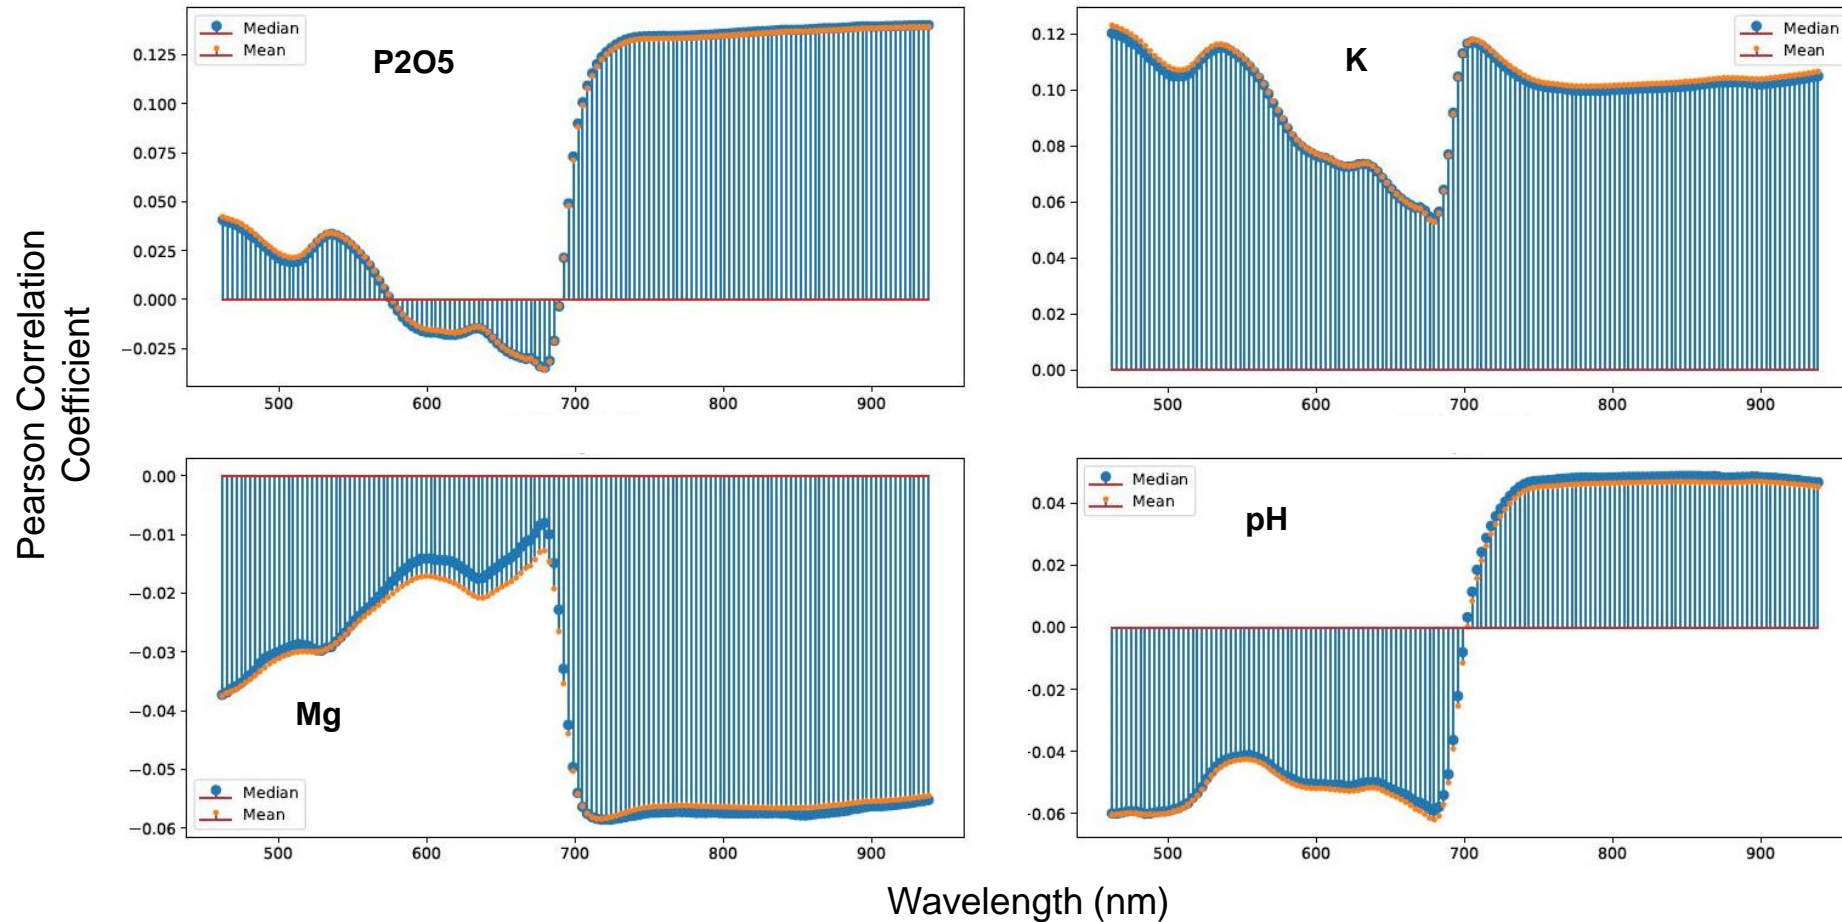 Pearson Correlation
Coefficient
Median
Mean
P2O5
0.125
0.100
0.075
0.050
0.025
0.000
−0.025
500 600 700 800 900
Median
Mean
K
0.12
0.10
0.08
0.06
0.04
0.02
0.00
500 600 700 800 900
0.00
−0.01
−0.02
−0.03
−0.04
−0.05
−0.06
Mg
Median
Mean
500 600 700 800 900
Median
Mean
pH
0.04
0.02
0.00
-0.02
-0.04
-0.06
500 600 700 800 900
Wavelength (nm)